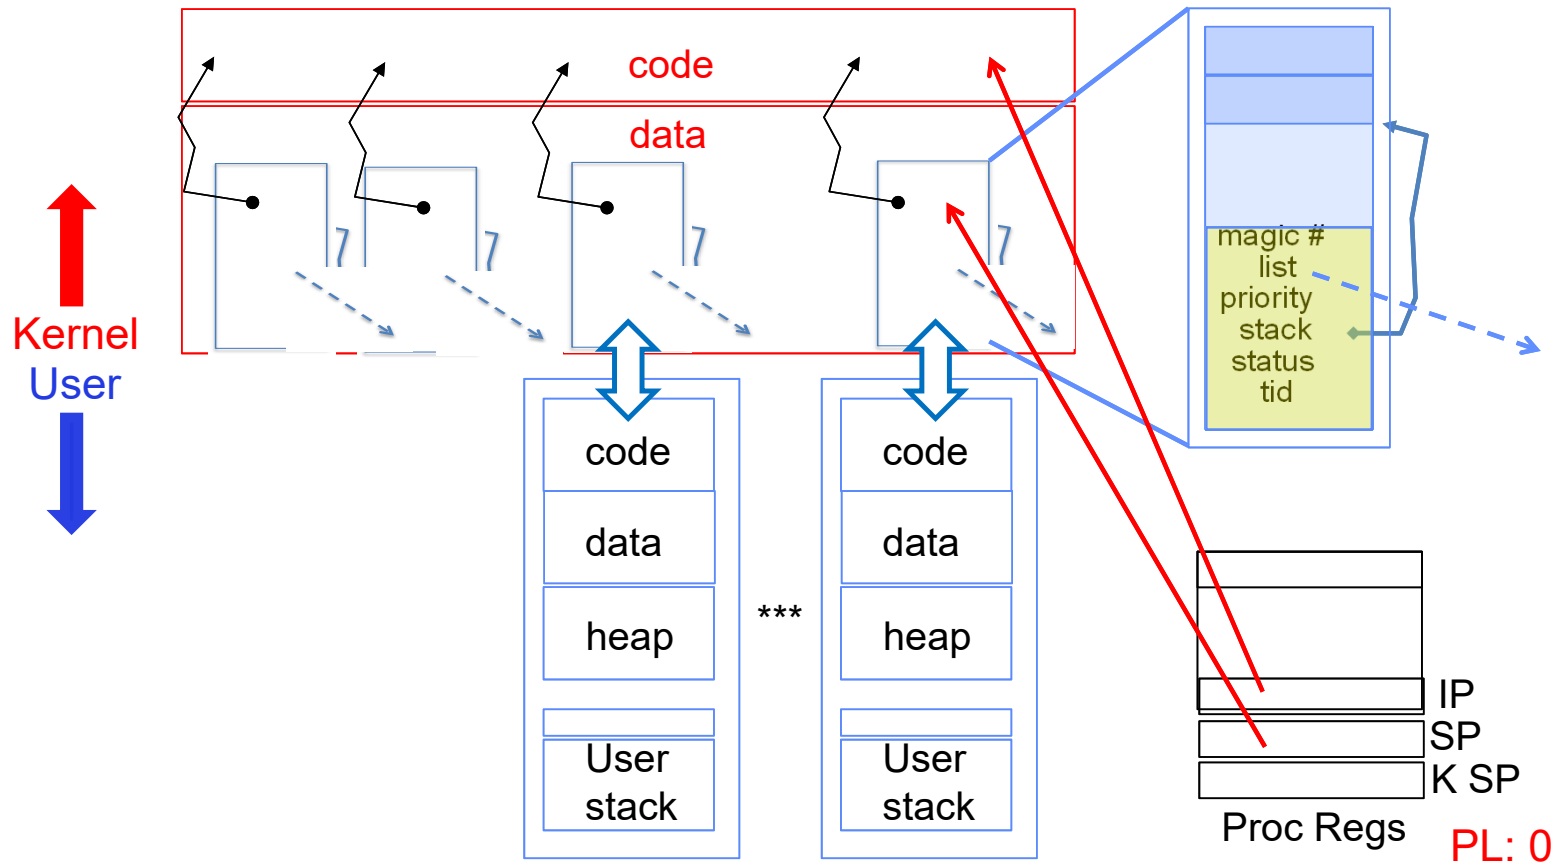 code
data
magic #
list
priority
stack
status
tid
Kernel
User
code
data
heap
User
stack
***
code
data
heap
User
stack
IP
SP
K SP
Proc Regs
PL: 0